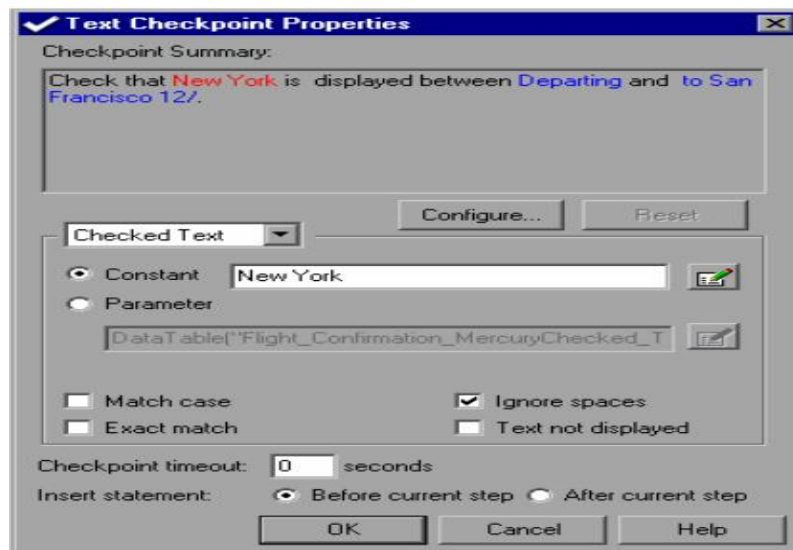 Text Checkpoint Properties
Checkpoint Summary:
Check that New York is displayed between Departing and to San
Francisco 12/.
Configure... Reset
Checked Text
Constant New York
Parameter
DataTable("Flight_Confirmation_MercuryChecked_T
Match case Ignore spaces
Exact match Text not displayed
Checkpoint timeout: 0 seconds
Insert statement: Before current step After current step
OK Cancel Help